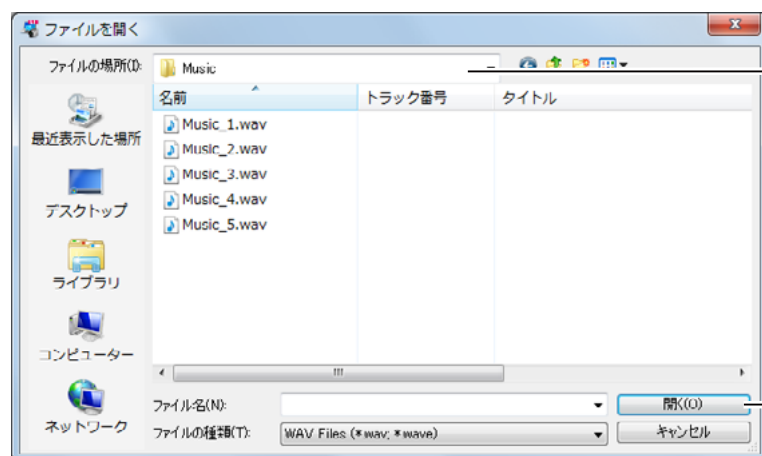 ファイルを開く
ファイルの場所(I):
Music
名前
トラック番号
タイトル
最近表示した場所
デスクトップ
ライブラリ
コンピューター
ネットワーク
Music_1.wav
Music_2.wav
Music_3.wav
Music_4.wav
Music_5.wav
ファイル名(N):
開く(O)
ファイルの種類(T):
WAV Files (*.wav; *.wave)
キャンセル